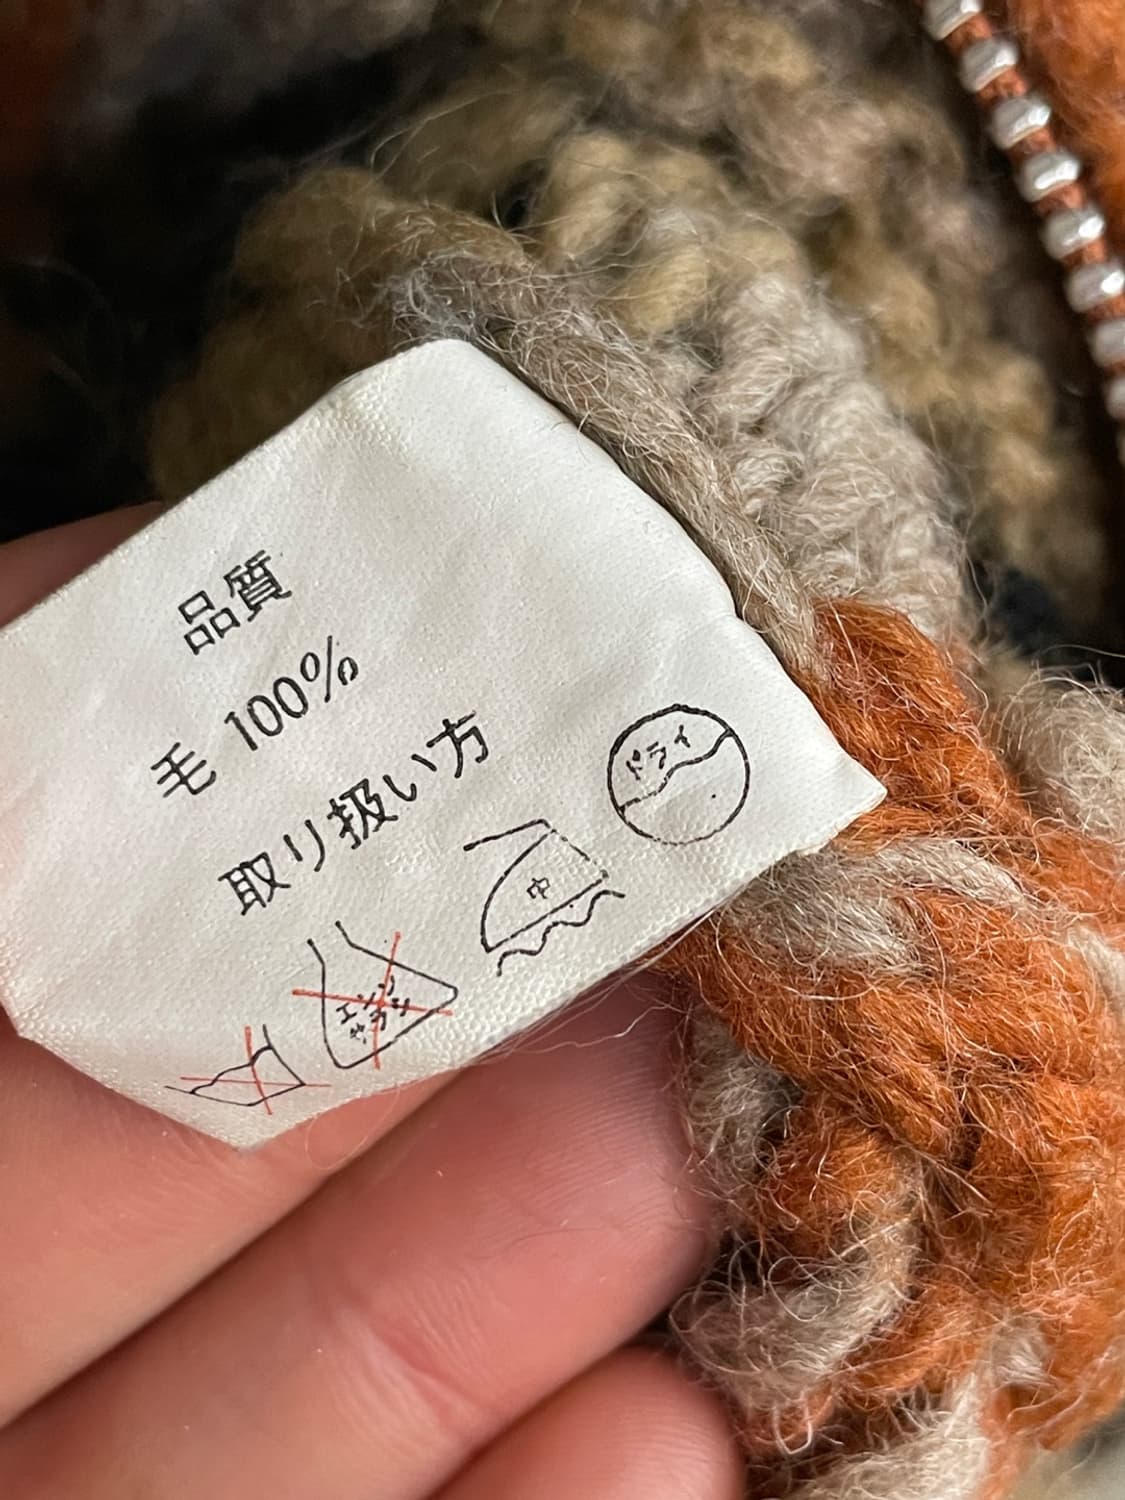 品質
毛 100%
取り扱い方
エンソ
サラシ
中
ドライ